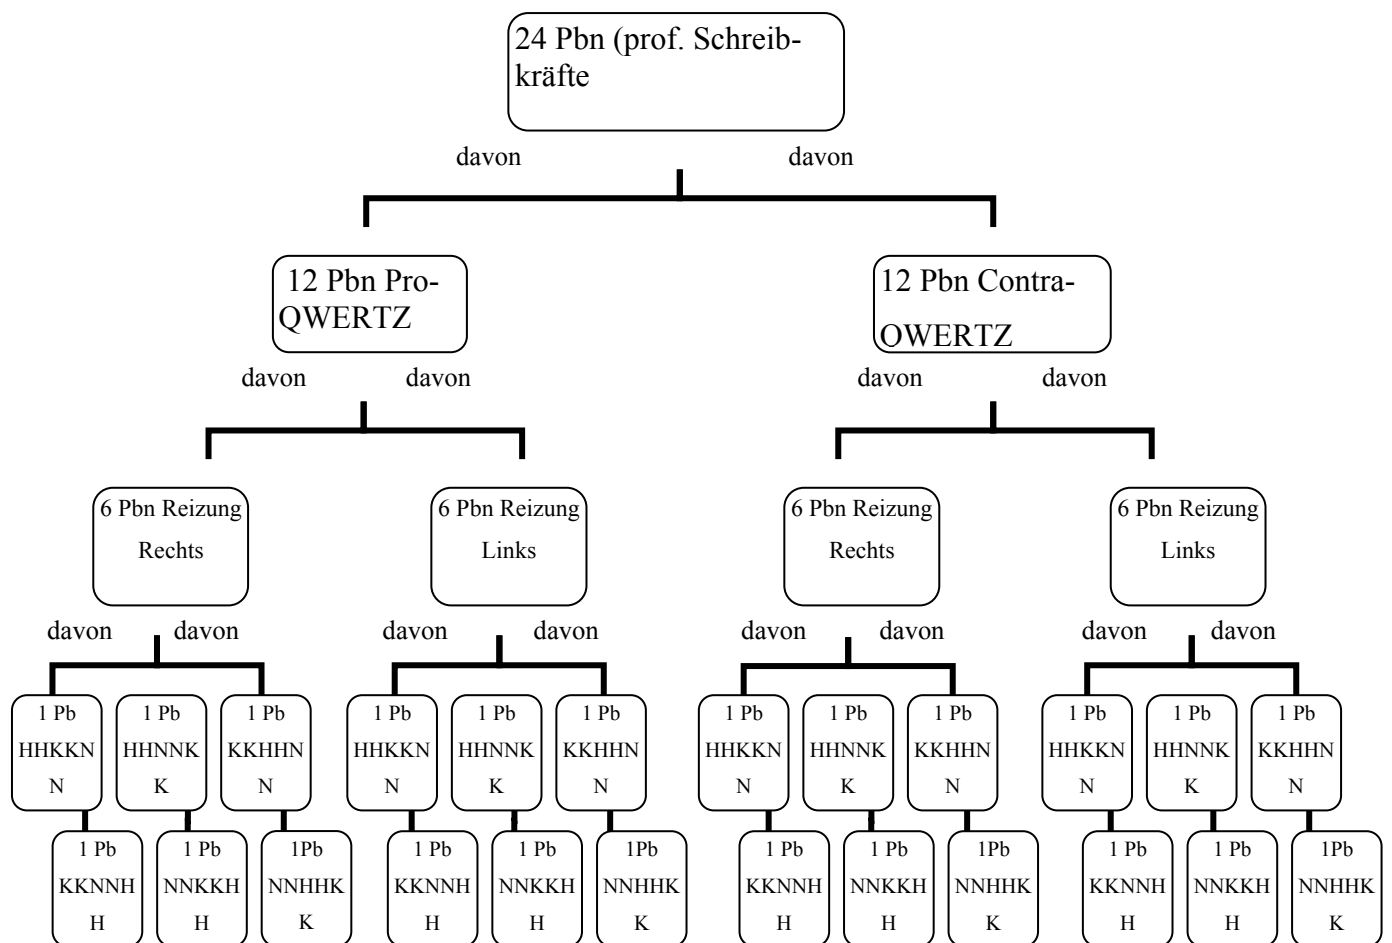 24 Pbn (prof. Schreib-
kräfte
davon davon
12 Pbn Pro-
QWERTZ
12 Pbn Contra-
QWERTZ
davon davon
davon davon
6 Pbn Reizung
Rechts
6 Pbn Reizung
Links
6 Pbn Reizung
Rechts
6 Pbn Reizung
Links
davon davon
davon davon
davon davon
davon davon
1 Pb
HHKKN
N
1 Pb
HHNNK
K
1 Pb
KKHHN
N
1 Pb
HHKKN
N
1 Pb
HHNNK
K
1 Pb
KKHHN
N
1 Pb
HHKKN
N
1 Pb
HHNNK
K
1 Pb
KKHHN
N
1 Pb
HHKKN
N
1 Pb
HHNNK
K
1 Pb
KKHHN
N
1 Pb
KKNNH
H
1 Pb
NNKKH
H
1Pb
NNHHK
K
1 Pb
KKNNH
H
1 Pb
NNKKH
H
1Pb
NNHHK
K
1 Pb
KKNNH
H
1 Pb
NNKKH
H
1Pb
NNHHK
K
1 Pb
KKNNH
H
1 Pb
NNKKH
H
1Pb
NNHHK
K